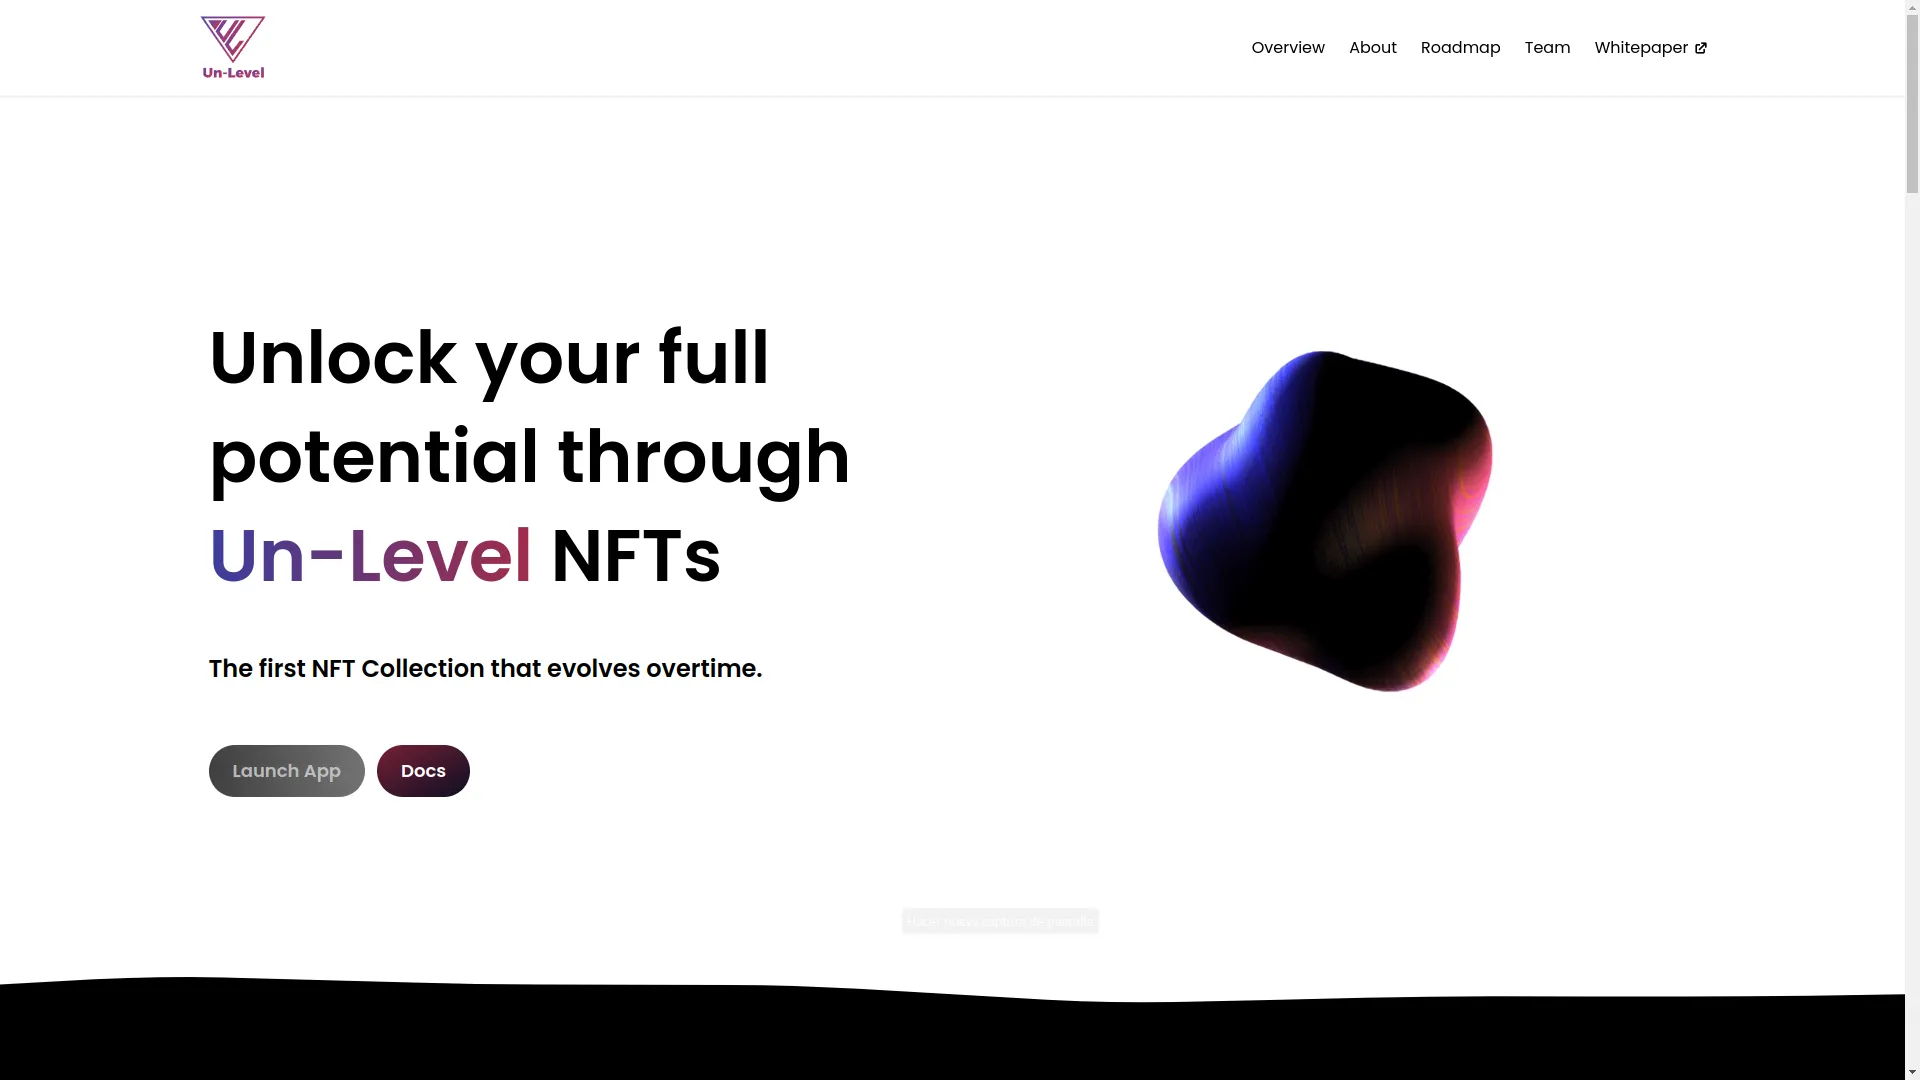 Un-Level
Overview About Roadmap Team Whitepaper
Unlock your full
potential through
Un-Level NFTs
The first NFT Collection that evolves overtime.
Launch App Docs